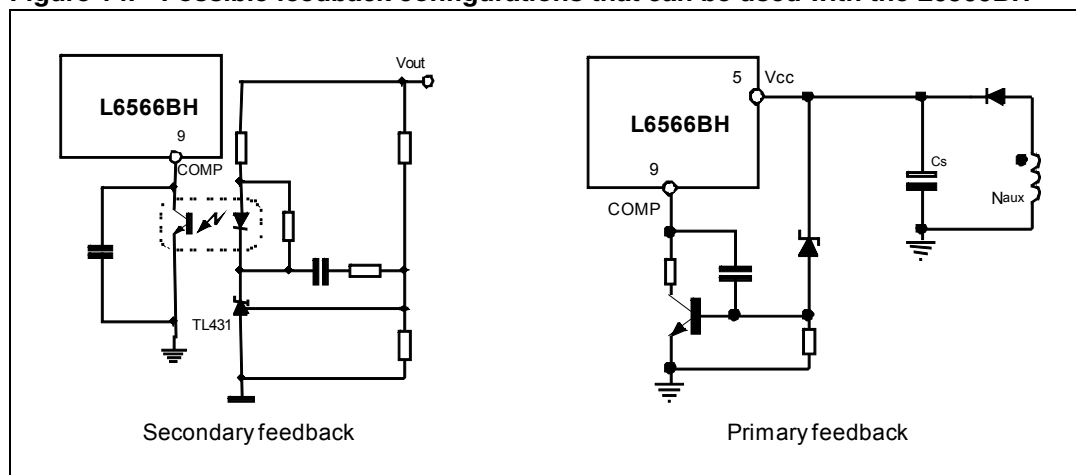 Figure 14. Possible feedback configurations that can be used with the L6566BH
L6566BH
9
COMP
Vout
TL431
Secondary feedback
L6566BH
5
Vcc
9
COMP
Cs
Naux
Primary feedback